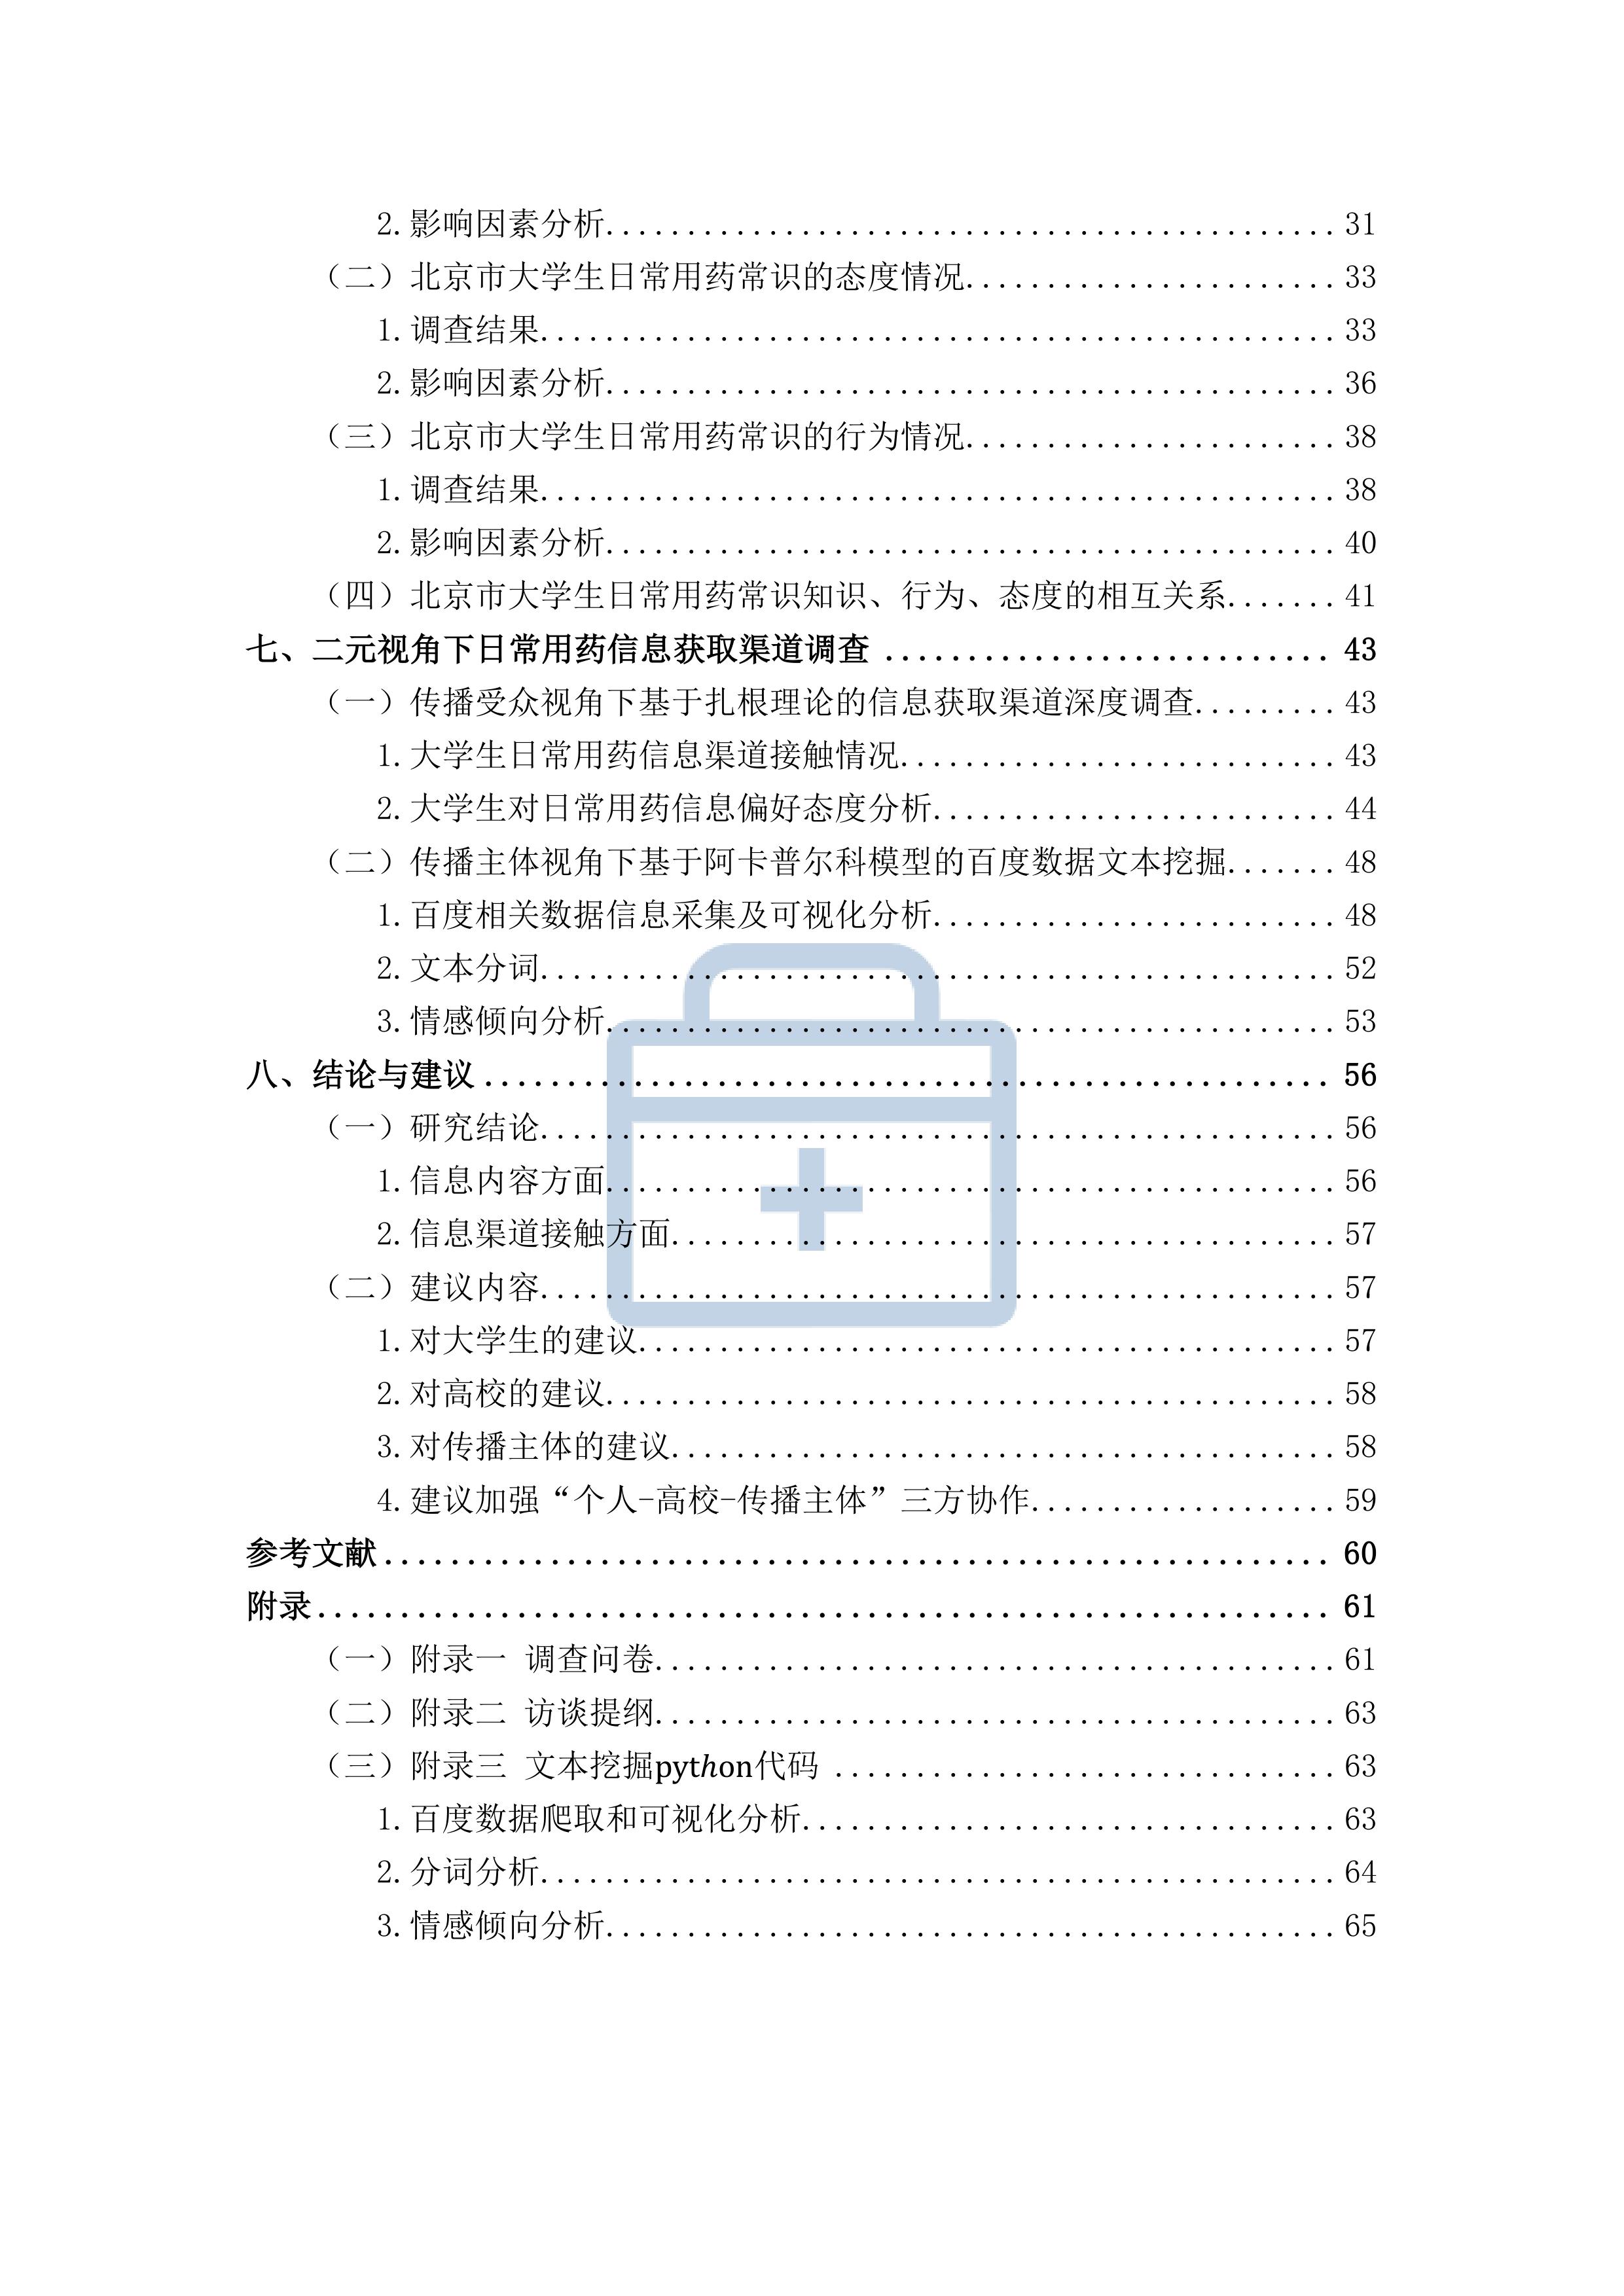 2.影响因素分析............................................. 31
（二）北京市大学生日常用药常识的态度情况....................... 33
1.调查结果................................................. 33
2.影响因素分析............................................. 36
（三）北京市大学生日常用药常识的行为情况....................... 38
1.调查结果................................................. 38
2.影响因素分析............................................. 40
（四）北京市大学生日常用药常识知识、行为、态度的相互关系....... 41
七、二元视角下日常用药信息获取渠道调查 ........................... 43
（一）传播受众视角下基于扎根理论的信息获取渠道深度调查......... 43
1.大学生日常用药信息渠道接触情况........................... 43
2.大学生对日常用药信息偏好态度分析......................... 44
（二）传播主体视角下基于阿卡普尔科模型的百度数据文本挖掘....... 48
1.百度相关数据信息采集及可视化分析......................... 48
2.文本分词................................................. 52
3.情感倾向分析............................................. 53
八、结论与建议 ................................................... 56
（一）研究结论................................................. 56
1.信息内容方面............................................. 56
2.信息渠道接触方面......................................... 57
（二）建议内容................................................. 57
1.对大学生的建议........................................... 57
2.对高校的建议............................................. 58
3.对传播主体的建议......................................... 58
4.建议加强“个人-高校-传播主体”三方协作................... 59
参考文献.......................................................... 60
附录.............................................................. 61
（一）附录一 调查问卷.......................................... 61
（二）附录二 访谈提纲.......................................... 63
（三）附录三 文本挖掘python代码 ............................... 63
1.百度数据爬取和可视化分析................................. 63
2.分词分析................................................. 64
3.情感倾向分析............................................. 65